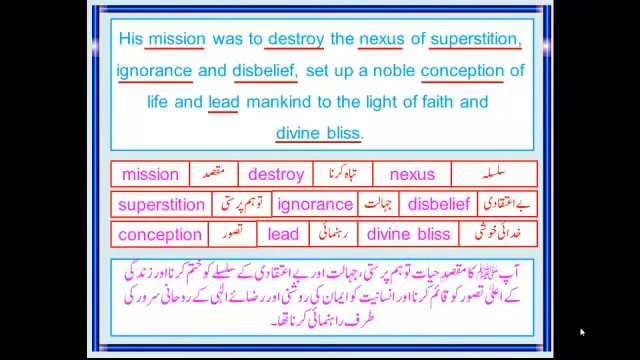 His mission was to destroy the nexus of superstition,
ignorance and disbelief, set up a noble conception of
life and lead mankind to the light of faith and
divine bliss.
mission مقصد destroy تباہ کرنا nexus سلسلہ
superstition توہم پرستی ignorance جہالت disbelief بے اعتقادی
conception تصور lead رہنمائی divine bliss خدائی خوشی
آپ ﷺ کا مقصدِ حیات توہم پرستی، جہالت اور بے اعتقادی کے سلسلے کو ختم کرنا اور زندگی
کے اعلیٰ تصور کو قائم کرنا اور انسانیت کو ایمان کی روشنی اور رضائے الٰہی کے روحانی سرور کی
طرف راہنمائی کرنا تھا۔